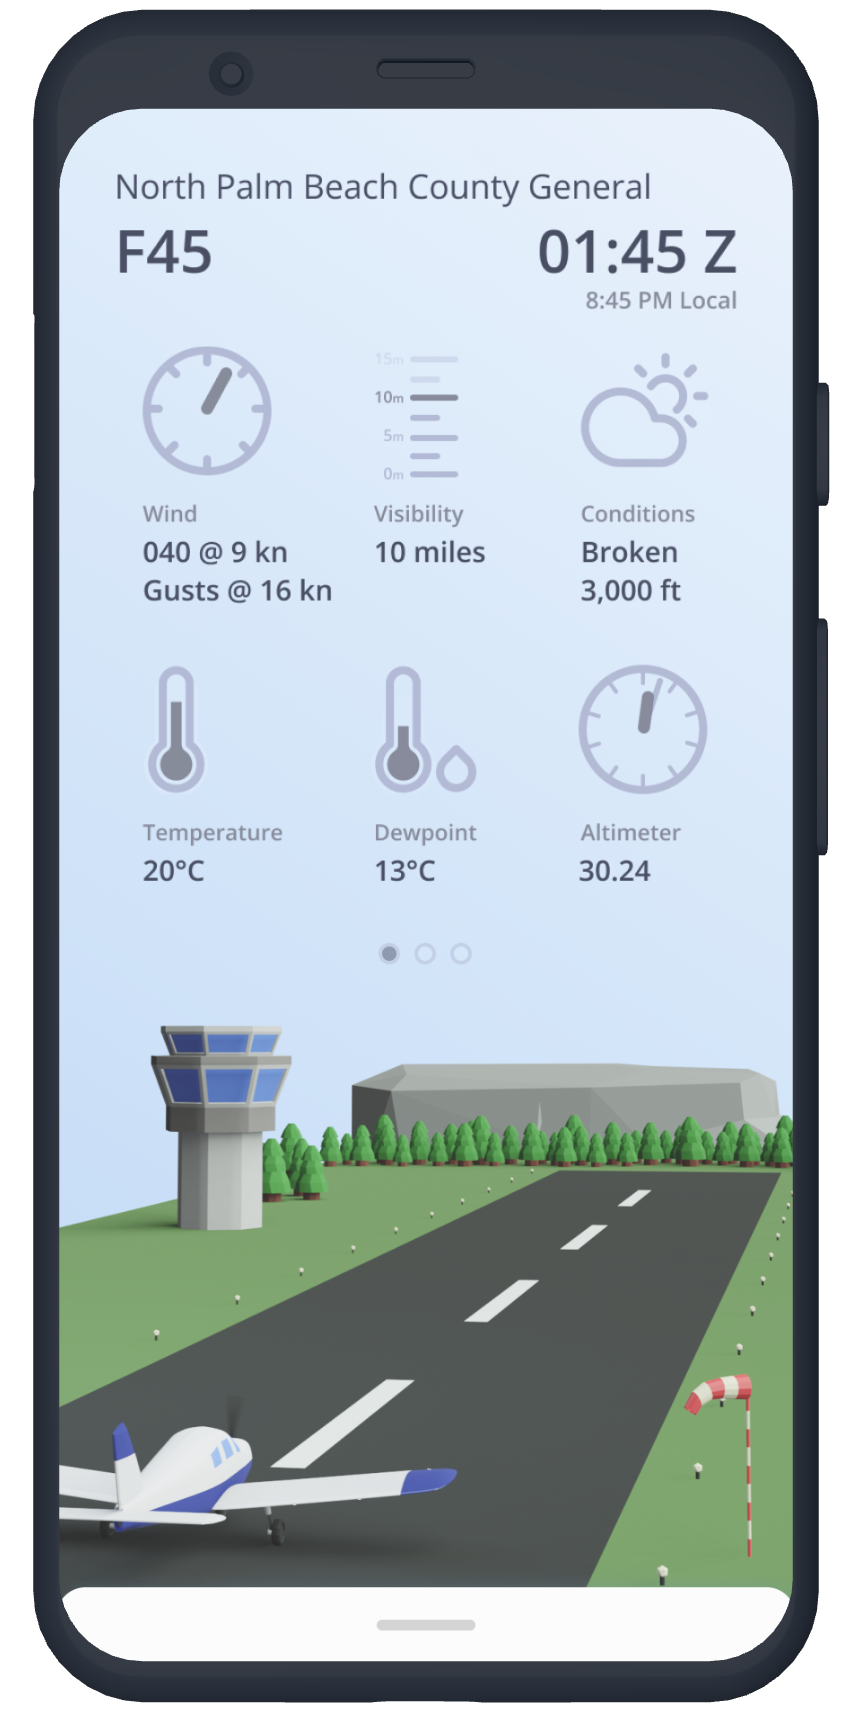 North Palm Beach County General
F45
01:45 Z
8:45 PM Local
15m
10m
5m
0m
Wind
040 @ 9 kn
Gusts @ 16 kn
Visibility
10 miles
Conditions
Broken
3,000 ft
Temperature
20°C
Dewpoint
13°C
Altimeter
30.24